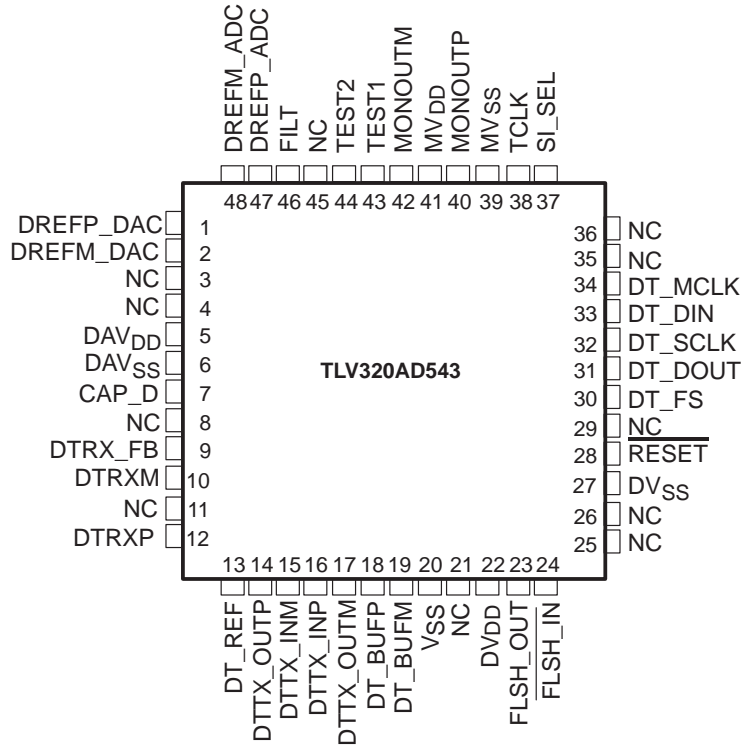 DREFM_ADC
DREFP_ADC
FILT
NC
TEST2
TEST1
MONOUTM
MVDD
MONOUTP
MVSS
TCLK
SI_SEL
48 47 46 45 44 43 42 41 40 39 38 37
DREFP_DAC 1
DREFM_DAC 2
NC 3
NC 4
DAVDD 5
DAVSS 6
CAP_D 7
NC 8
DTRX_FB 9
DTRXM 10
NC 11
DTRXP 12
TLV320AD543
36 NC
35 NC
34 DT_MCLK
33 DT_DIN
32 DT_SCLK
31 DT_DOUT
30 DT_FS
29 NC
28 RESET
27 DVSS
26 NC
25 NC
13 14 15 16 17 18 19 20 21 22 23 24
DT_REF
DTTX_OUTP
DTTX_INM
DTTX_INP
DTTX_OUTM
DT_BUFP
DT_BUFM
VSS
NC
DVDD
FLSH_OUT
FLSH_IN